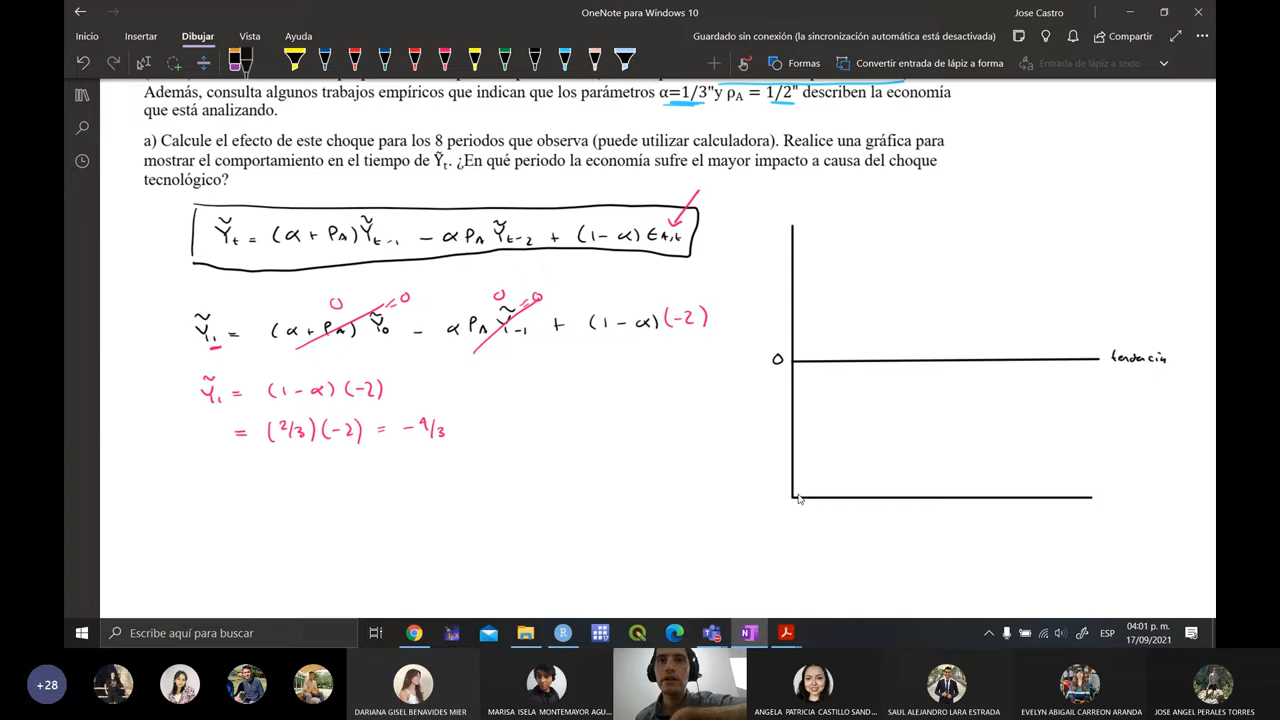 OneNote para Windows 10
Jose Castro
Inicio Insertar Dibujar Vista Ayuda
Guardado sin conexión (la sincronización automática está desactivada)
Compartir
Formas
Convertir entrada de lápiz a forma
Entrada de lápiz a texto
Además, consulta algunos trabajos empíricos que indican que los parámetros α=1/3"y ρA = 1/2" describen la economía
que está analizando.
a) Calcule el efecto de este choque para los 8 periodos que observa (puede utilizar calculadora). Realice una gráfica para
mostrar el comportamiento en el tiempo de Ỹt. ¿En qué periodo la economía sufre el mayor impacto a causa del choque
tecnológico?
Ỹt = (α + ρA) Ỹt-1 - α ρA Ỹt-2 + (1 - α) ∈A,t
0 =0 0 =0
Ỹ1 = (α + ρA) Ỹ0 - α ρA Ỹ-1 + (1 - α) (-2)
0 tendencia
Ỹ1 = (1 - α) (-2)
= (2/3) (-2) = -4/3
Escribe aquí para buscar
ESP
04:01 p. m.
17/09/2021
+28
DARIANA GISEL BENAVIDES MIER
MARISA ISELA MONTEMAYOR AGU...
ANGELA PATRICIA CASTILLO SAND...
SAUL ALEJANDRO LARA ESTRADA
EVELYN ABIGAIL CARREON ARANDA
JOSE ANGEL PERALES TORRES